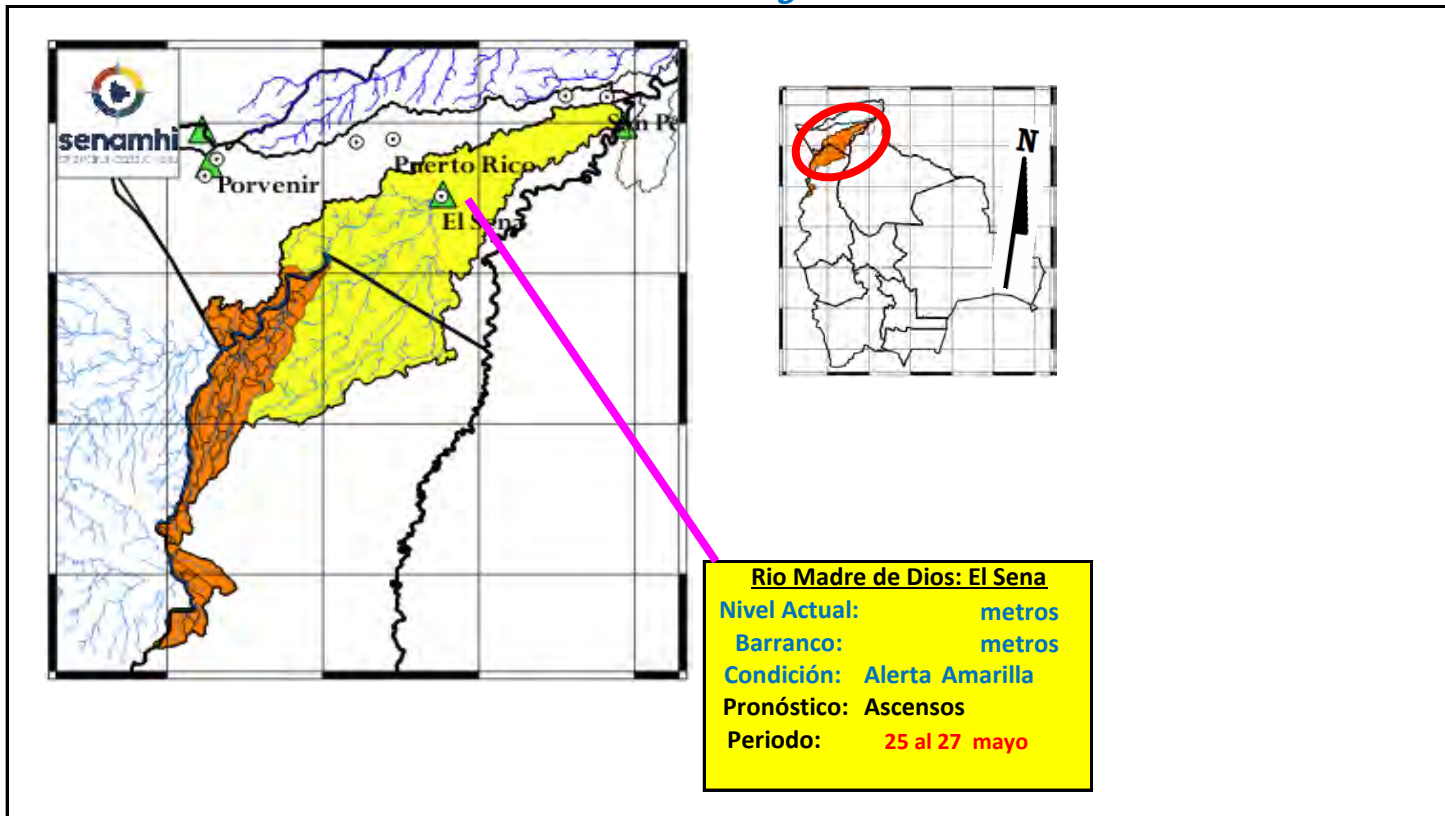 senamhi
Puerto Rico
Porvenir
El Sena
N
Rio Madre de Dios: El Sena
Nivel Actual: metros
Barranco: metros
Condición: Alerta Amarilla
Pronóstico: Ascensos
Periodo: 25 al 27 mayo